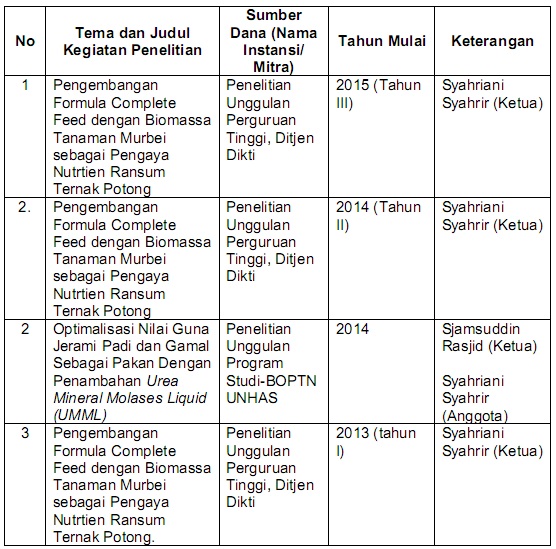 No
Tema dan Judul
Kegiatan Penelitian
Sumber
Dana (Nama
Instansi/
Mitra)
Tahun Mulai
Keterangan
1
Pengembangan
Formula Complete
Feed dengan Biomassa
Tanaman Murbei
sebagai Pengaya
Nutrtien Ransum
Ternak Potong
Penelitian
Unggulan
Perguruan
Tinggi, Ditjen
Dikti
2015 (Tahun
III)
Syahriani
Syahrir (Ketua)
2.
Pengembangan
Formula Complete
Feed dengan Biomassa
Tanaman Murbei
sebagai Pengaya
Nutrtien Ransum
Ternak Potong
Penelitian
Unggulan
Perguruan
Tinggi, Ditjen
Dikti
2014 (Tahun
II)
Syahriani
Syahrir (Ketua)
2
Optimalisasi Nilai Guna
Jerami Padi dan Gamal
Sebagai Pakan Dengan
Penambahan Urea
Mineral Molases Liquid
(UMML)
Penelitian
Unggulan
Program
Studi-BOPTN
UNHAS
2014
Sjamsuddin
Rasjid (Ketua)
Syahriani
Syahrir
(Anggota)
3
Pengembangan
Formula Complete
Feed dengan Biomassa
Tanaman Murbei
sebagai Pengaya
Nutrtien Ransum
Ternak Potong.
Penelitian
Unggulan
Perguruan
Tinggi, Ditjen
Dikti
2013 (tahun
I)
Syahriani
Syahrir (Ketua)